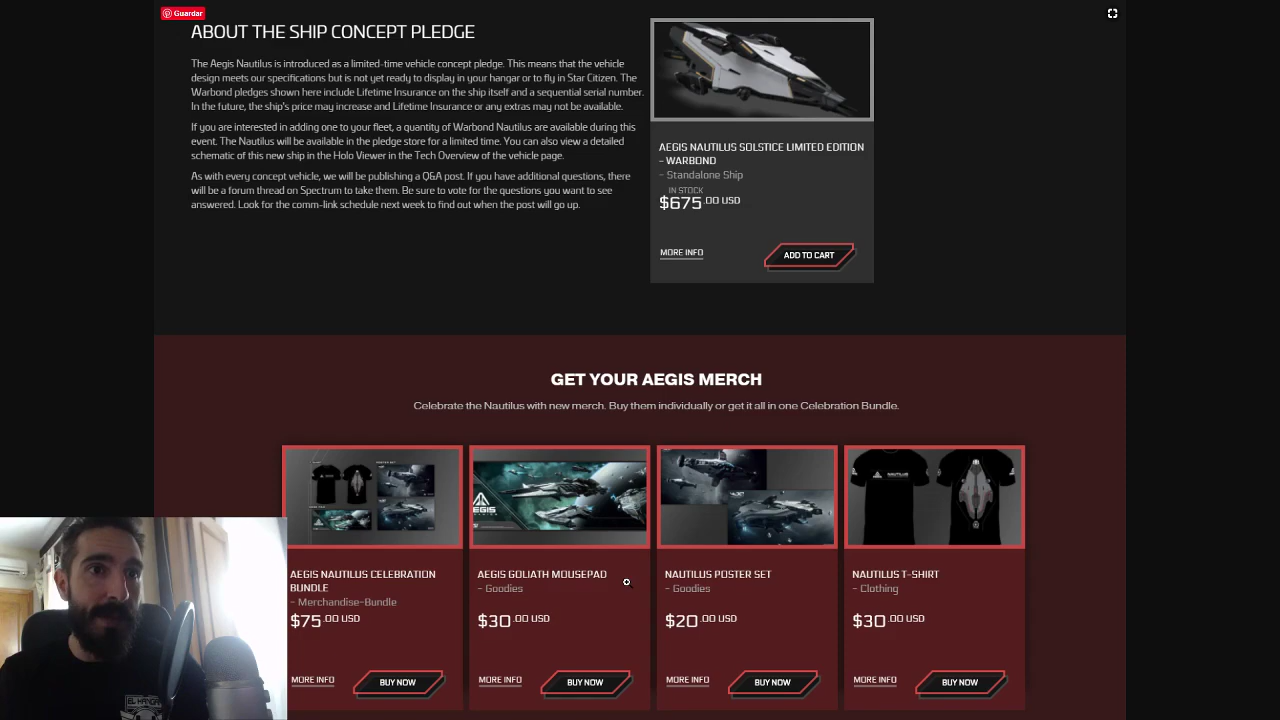 Guardar
ABOUT THE SHIP CONCEPT PLEDGE
The Aegis Nautilus is introduced as a limited-time vehicle concept pledge. This means that the vehicle
design meets our specifications but is not yet ready to display in your hangar or to fly in Star Citizen. The
Warbond pledges shown here include Lifetime Insurance on the ship itself and a sequential serial number.
In the future, the ship's price may increase and Lifetime Insurance or any extras may not be available.
If you are interested in adding one to your fleet, a quantity of Warbond Nautilus are available during this
event. The Nautilus will be available in the pledge store for a limited time. You can also view a detailed
schematic of this new ship in the Holo Viewer in the Tech Overview of the vehicle page.
As with every concept vehicle, we will be publishing a Q&A post. If you have additional questions, there
will be a forum thread on Spectrum to take them. Be sure to vote for the questions you want to see
answered. Look for the comm-link schedule next week to find out when the post will go up.
AEGIS NAUTILUS SOLSTICE LIMITED EDITION
- WARBOND
- Standalone Ship
IN STOCK
$675.00 USD
MORE INFO
ADD TO CART
GET YOUR AEGIS MERCH
Celebrate the Nautilus with new merch. Buy them individually or get it all in one Celebration Bundle.
AEGIS
NAUTILUS
AEGIS NAUTILUS CELEBRATION
BUNDLE
- Merchandise-Bundle
$75.00 USD
MORE INFO
BUY NOW
AEGIS GOLIATH MOUSEPAD
- Goodies
$30.00 USD
MORE INFO
BUY NOW
NAUTILUS POSTER SET
- Goodies
$20.00 USD
MORE INFO
BUY NOW
NAUTILUS T-SHIRT
- Clothing
$30.00 USD
MORE INFO
BUY NOW